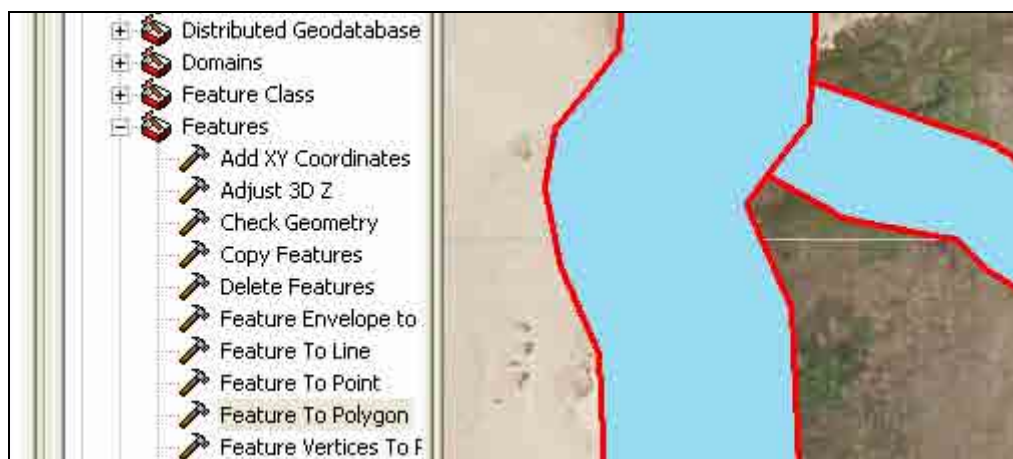 Distributed Geodatabase
Domains
Feature Class
Features
Add XY Coordinates
Adjust 3D Z
Check Geometry
Copy Features
Delete Features
Feature Envelope to
Feature To Line
Feature To Point
Feature To Polygon
Feature Vertices To